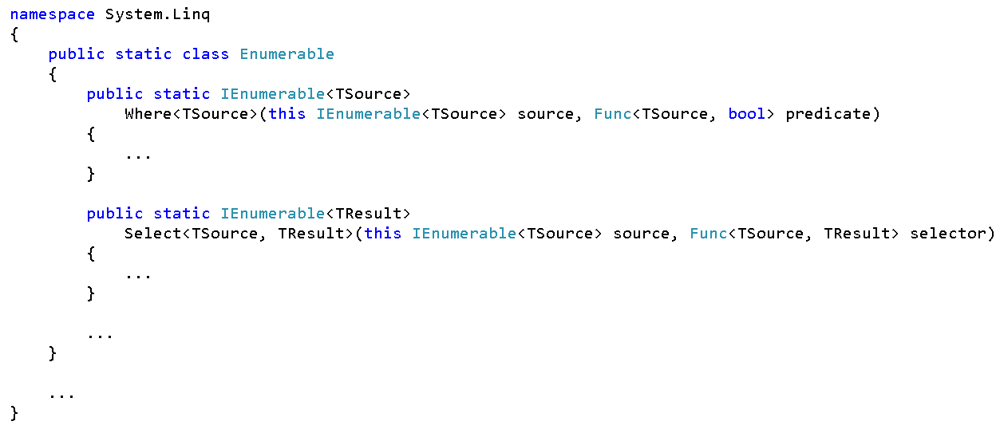 namespace System.Linq
{
    public static class Enumerable
    {
        public static IEnumerable<TSource>
            Where<TSource>(this IEnumerable<TSource> source, Func<TSource, bool> predicate)
        {
            ...
        }

        public static IEnumerable<TResult>
            Select<TSource, TResult>(this IEnumerable<TSource> source, Func<TSource, TResult> selector)
        {
            ...
        }

        ...
    }

    ...
}